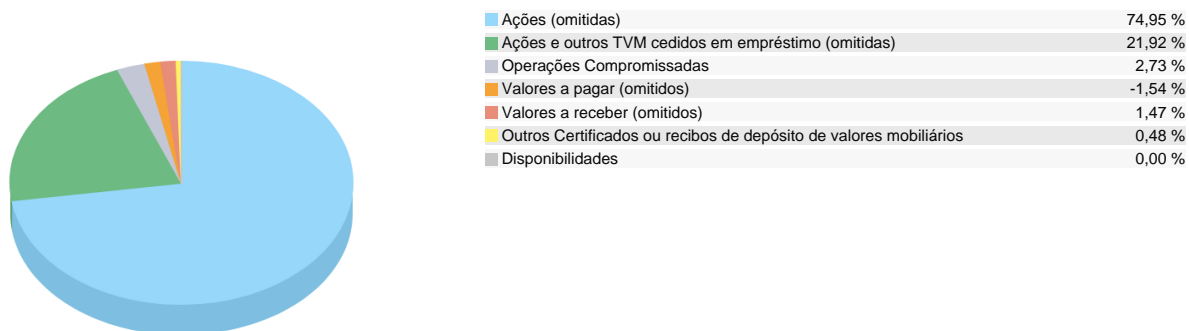 Ações (omitidas) 74,95 %
Ações e outros TVM cedidos em empréstimo (omitidas) 21,92 %
Operações Compromissadas 2,73 %
Valores a pagar (omitidos) -1,54 %
Valores a receber (omitidos) 1,47 %
Outros Certificados ou recibos de depósito de valores mobiliários 0,48 %
Disponibilidades 0,00 %